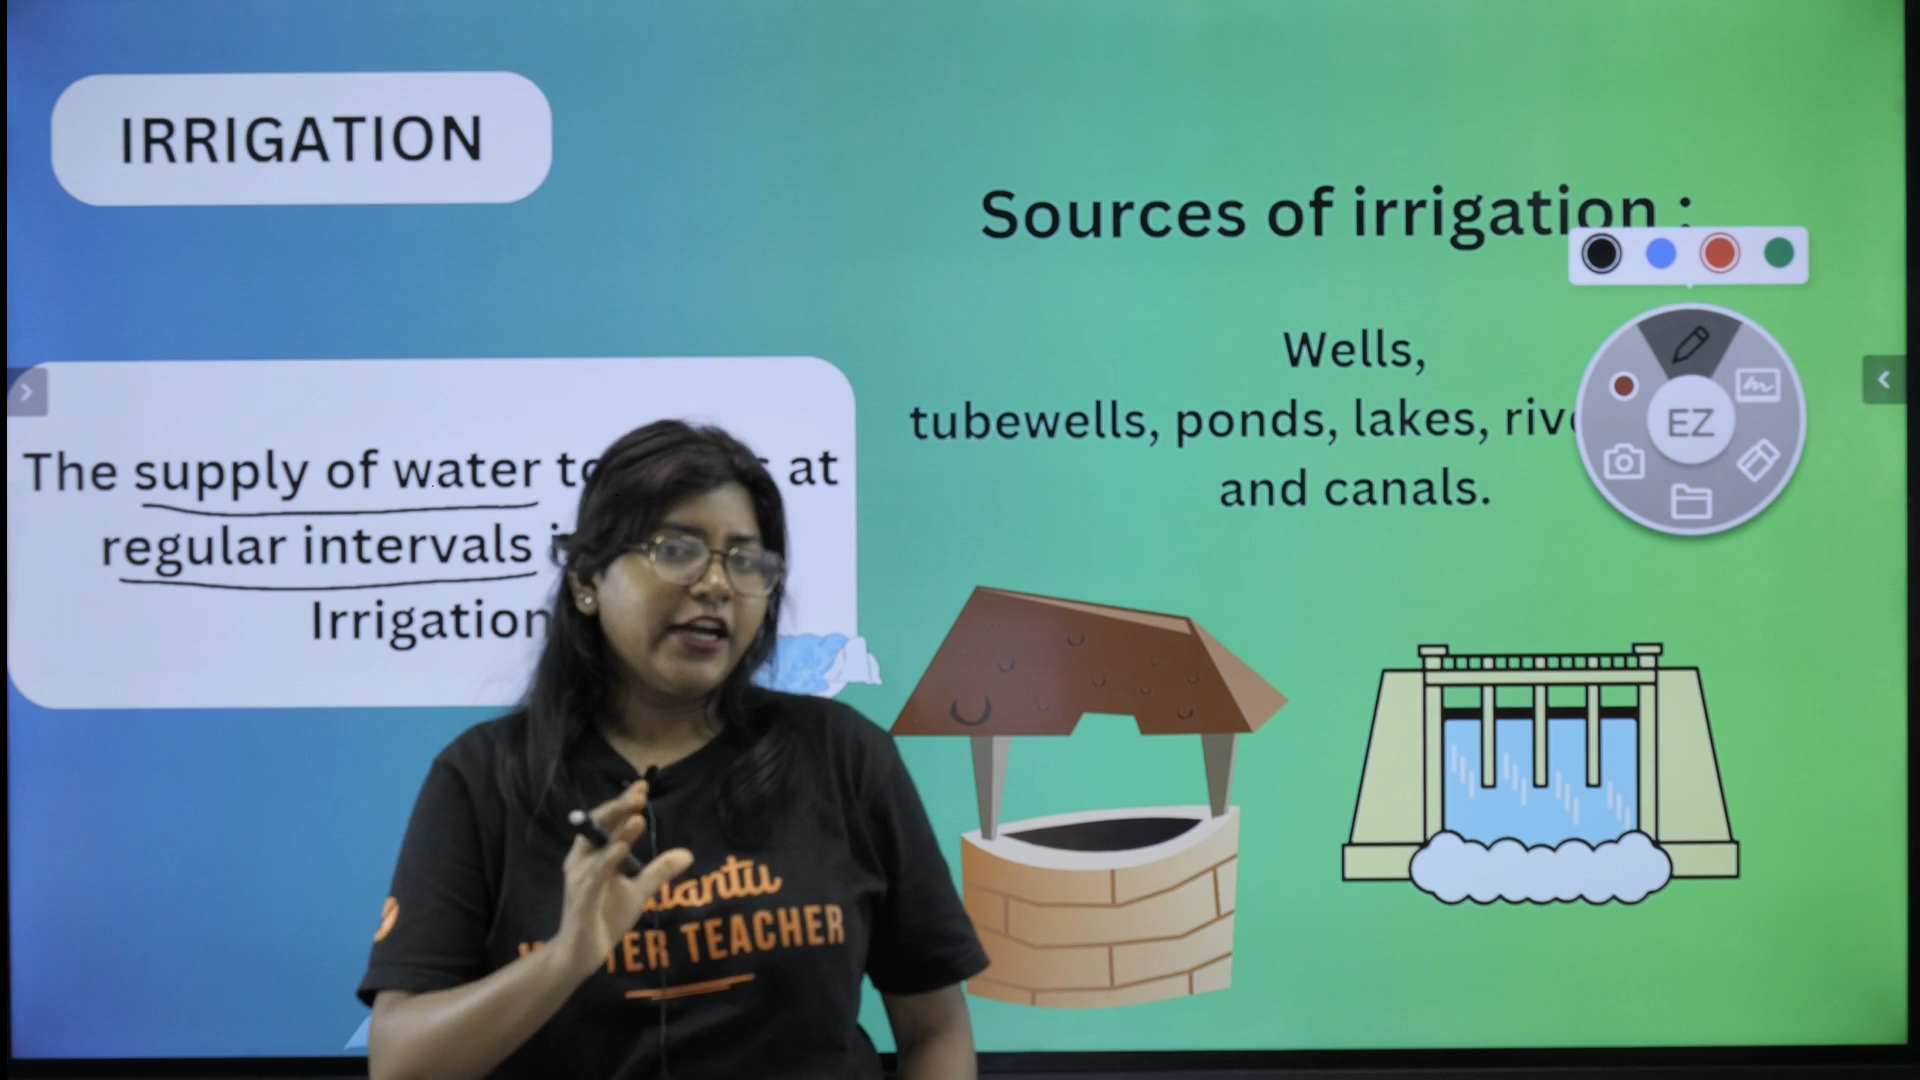 IRRIGATION
Sources of irrigation :
Wells,
tubewells, ponds, lakes,
and canals.
EZ
The supply of water at
regular intervals
Irrigation
TEACHER